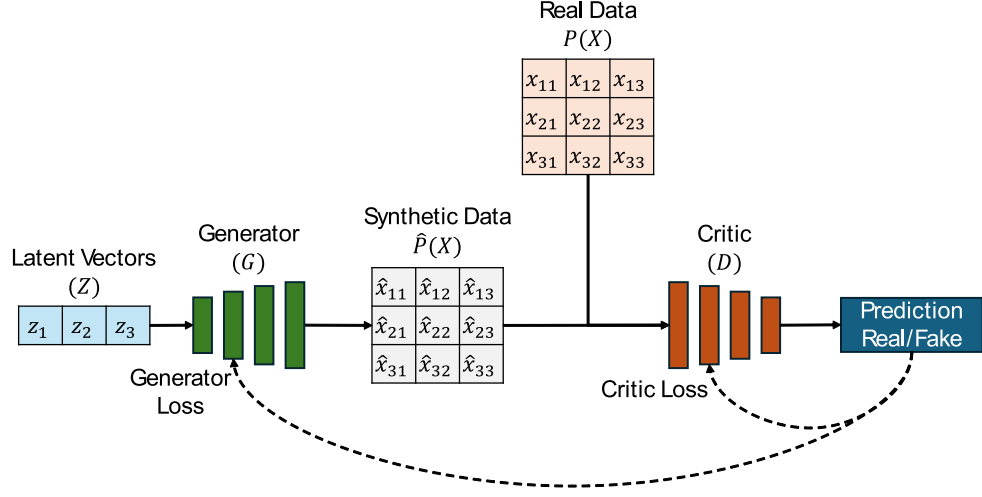 Real Data
P(X)
x₁₁ x₁₂ x₁₃
x₂₁ x₂₂ x₂₃
x₃₁ x₃₂ x₃₃
Latent Vectors
(Z)
z₁ z₂ z₃
Generator
(G)
Generator
Loss
Synthetic Data
P̂(X)
x̂₁₁ x̂₁₂ x̂₁₃
x̂₂₁ x̂₂₂ x̂₂₃
x̂₃₁ x̂₃₂ x̂₃₃
Critic
(D)
Critic Loss
Prediction
Real/Fake